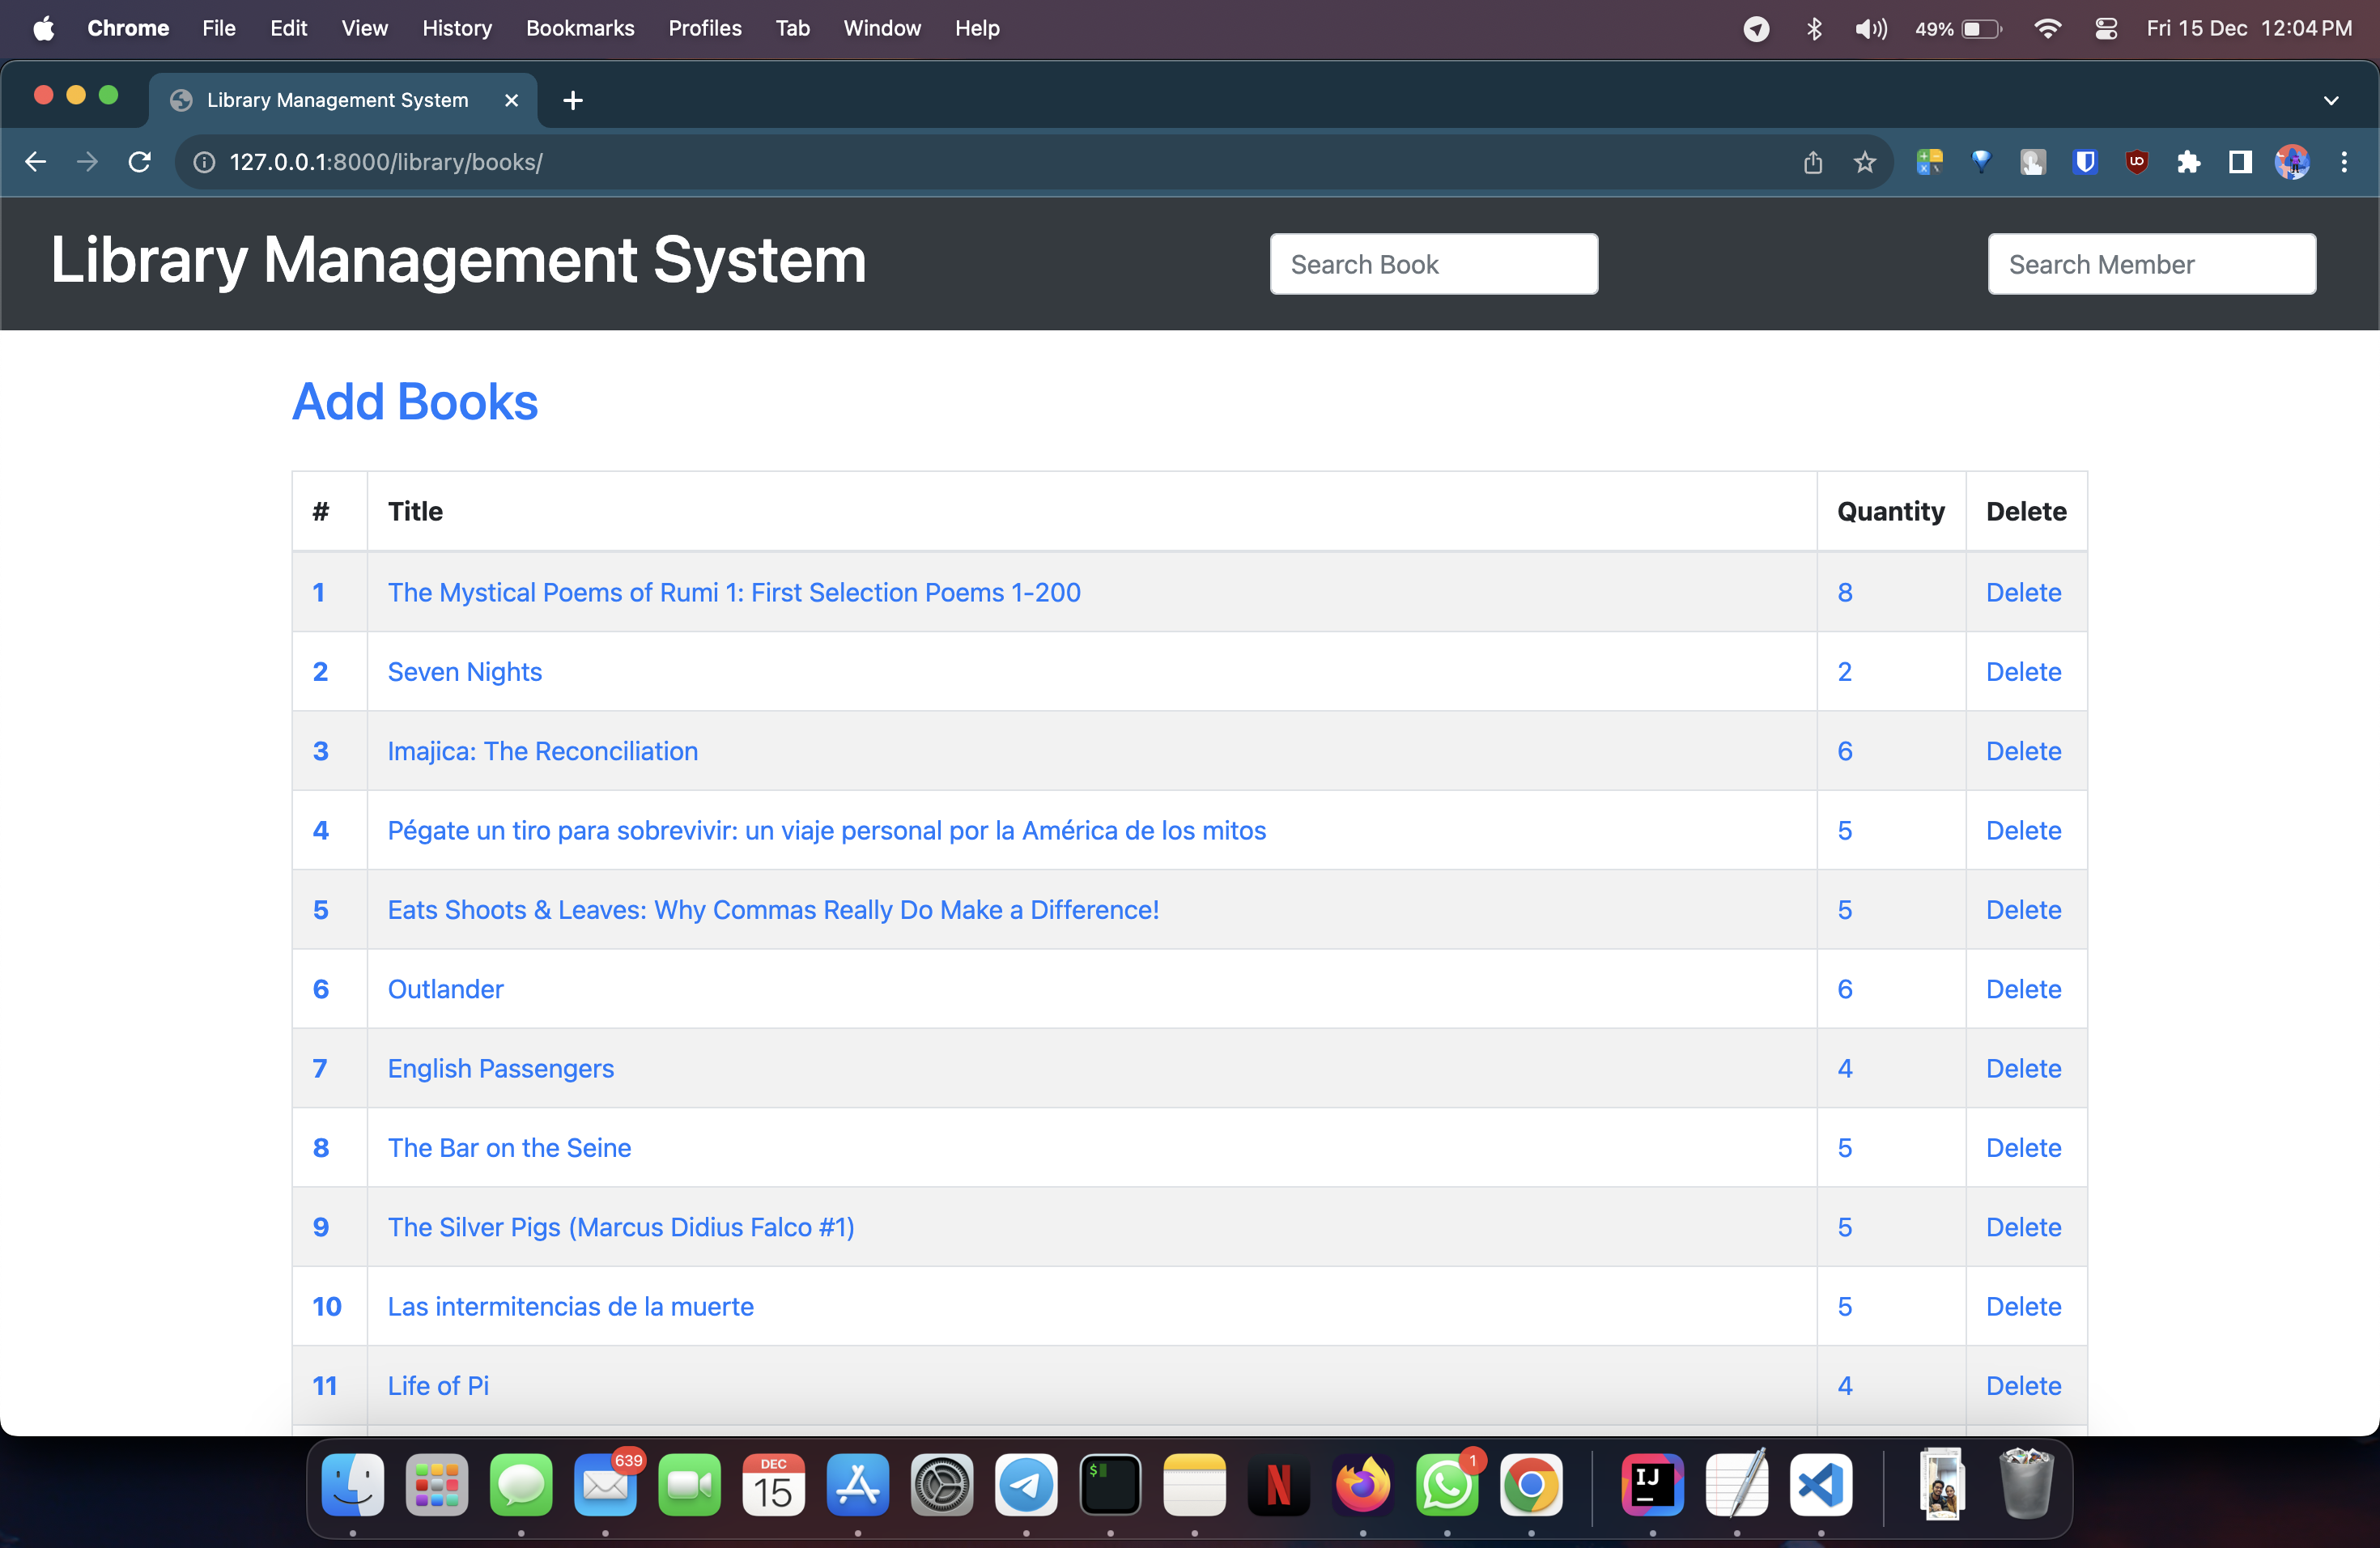 Chrome File Edit View History Bookmarks Profiles Tab Window Help 49% Fri 15 Dec 12:04 PM
Library Management System
127.0.0.1:8000/library/books/
Library Management System Search Book Search Member
Add Books
# Title Quantity Delete
1 The Mystical Poems of Rumi 1: First Selection Poems 1-200 8 Delete
2 Seven Nights 2 Delete
3 Imajica: The Reconciliation 6 Delete
4 Pégate un tiro para sobrevivir: un viaje personal por la América de los mitos 5 Delete
5 Eats Shoots & Leaves: Why Commas Really Do Make a Difference! 5 Delete
6 Outlander 6 Delete
7 English Passengers 4 Delete
8 The Bar on the Seine 5 Delete
9 The Silver Pigs (Marcus Didius Falco #1) 5 Delete
10 Las intermitencias de la muerte 5 Delete
11 Life of Pi 4 Delete
639 1
DEC
15 $ N IJ